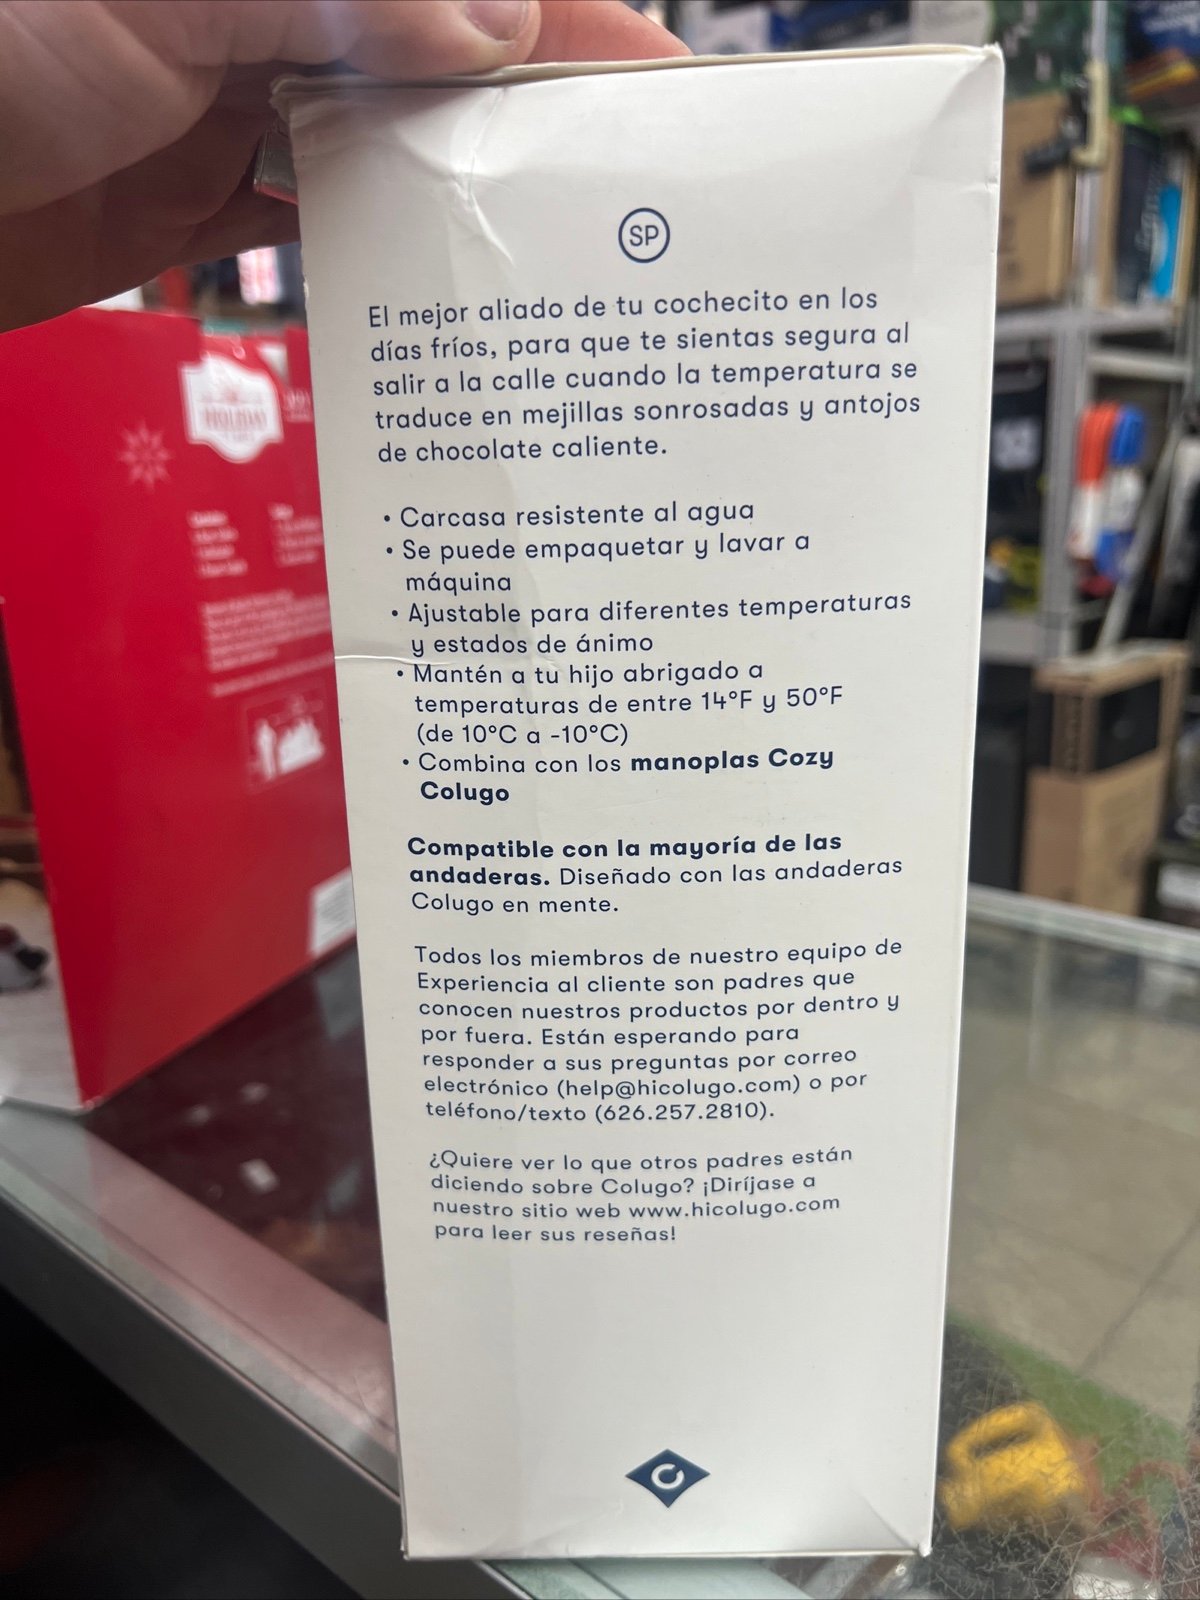 SP
El mejor aliado de tu cochecito en los
días fríos, para que te sientas segura al
salir a la calle cuando la temperatura se
traduce en mejillas sonrosadas y antojos
de chocolate caliente.
• Carcasa resistente al agua
• Se puede empaquetar y lavar a
máquina
• Ajustable para diferentes temperaturas
y estados de ánimo
• Mantén a tu hijo abrigado a
temperaturas de entre 14°F y 50°F
(de 10°C a -10°C)
• Combina con los manoplas Cozy
Colugo
Compatible con la mayoría de las
andaderas. Diseñado con las andaderas
Colugo en mente.
Todos los miembros de nuestro equipo de
Experiencia al cliente son padres que
conocen nuestros productos por dentro y
por fuera. Están esperando para
responder a sus preguntas por correo
electrónico (help@hicolugo.com) o por
teléfono/texto (626.257.2810).
¿Quiere ver lo que otros padres están
diciendo sobre Colugo? ¡Diríjase a
nuestro sitio web www.hicolugo.com
para leer sus reseñas!
HOLIDAY